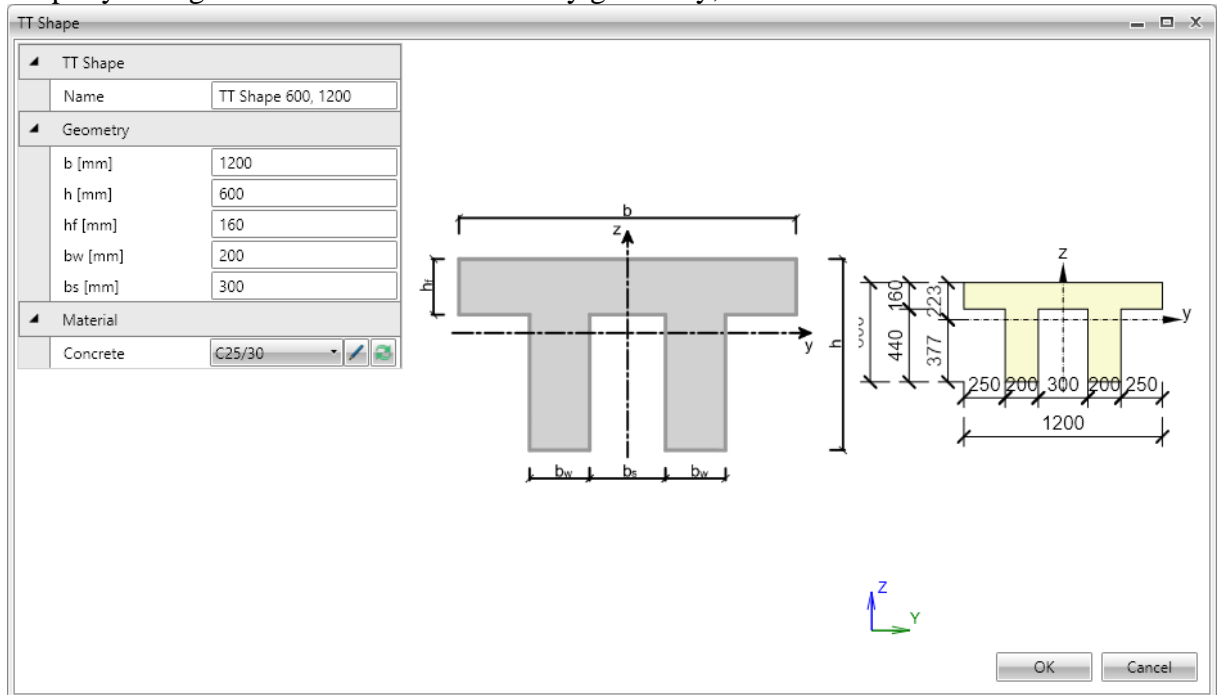 TT Shape
TT Shape
Name TT Shape 600, 1200
Geometry
b [mm] 1200
h [mm] 600
hf [mm] 160
bw [mm] 200
bs [mm] 300
Material
Concrete C25/30
b
z
hf
y
h
bw bs bw
z
y
160
223
440
377
250 200 300 200 250
1200
Z
Y
OK Cancel